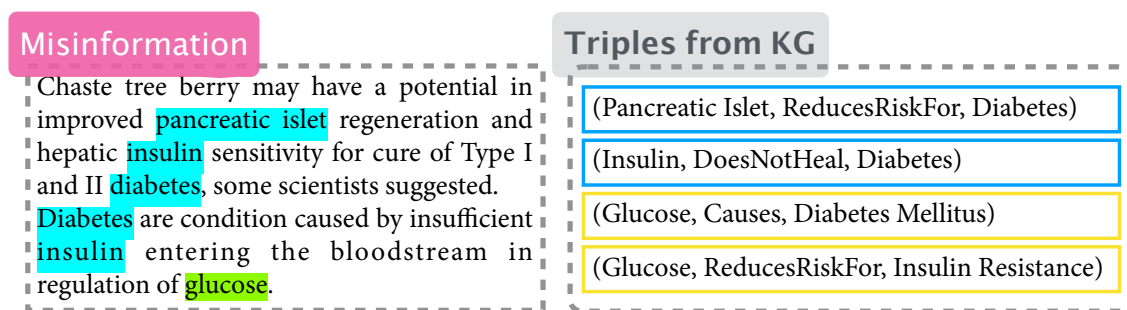 Misinformation
Chaste tree berry may have a potential in
improved pancreatic islet regeneration and
hepatic insulin sensitivity for cure of Type I
and II diabetes, some scientists suggested.
Diabetes are condition caused by insufficient
insulin entering the bloodstream in
regulation of glucose.
Triples from KG
(Pancreatic Islet, ReducesRiskFor, Diabetes)
(Insulin, DoesNotHeal, Diabetes)
(Glucose, Causes, Diabetes Mellitus)
(Glucose, ReducesRiskFor, Insulin Resistance)